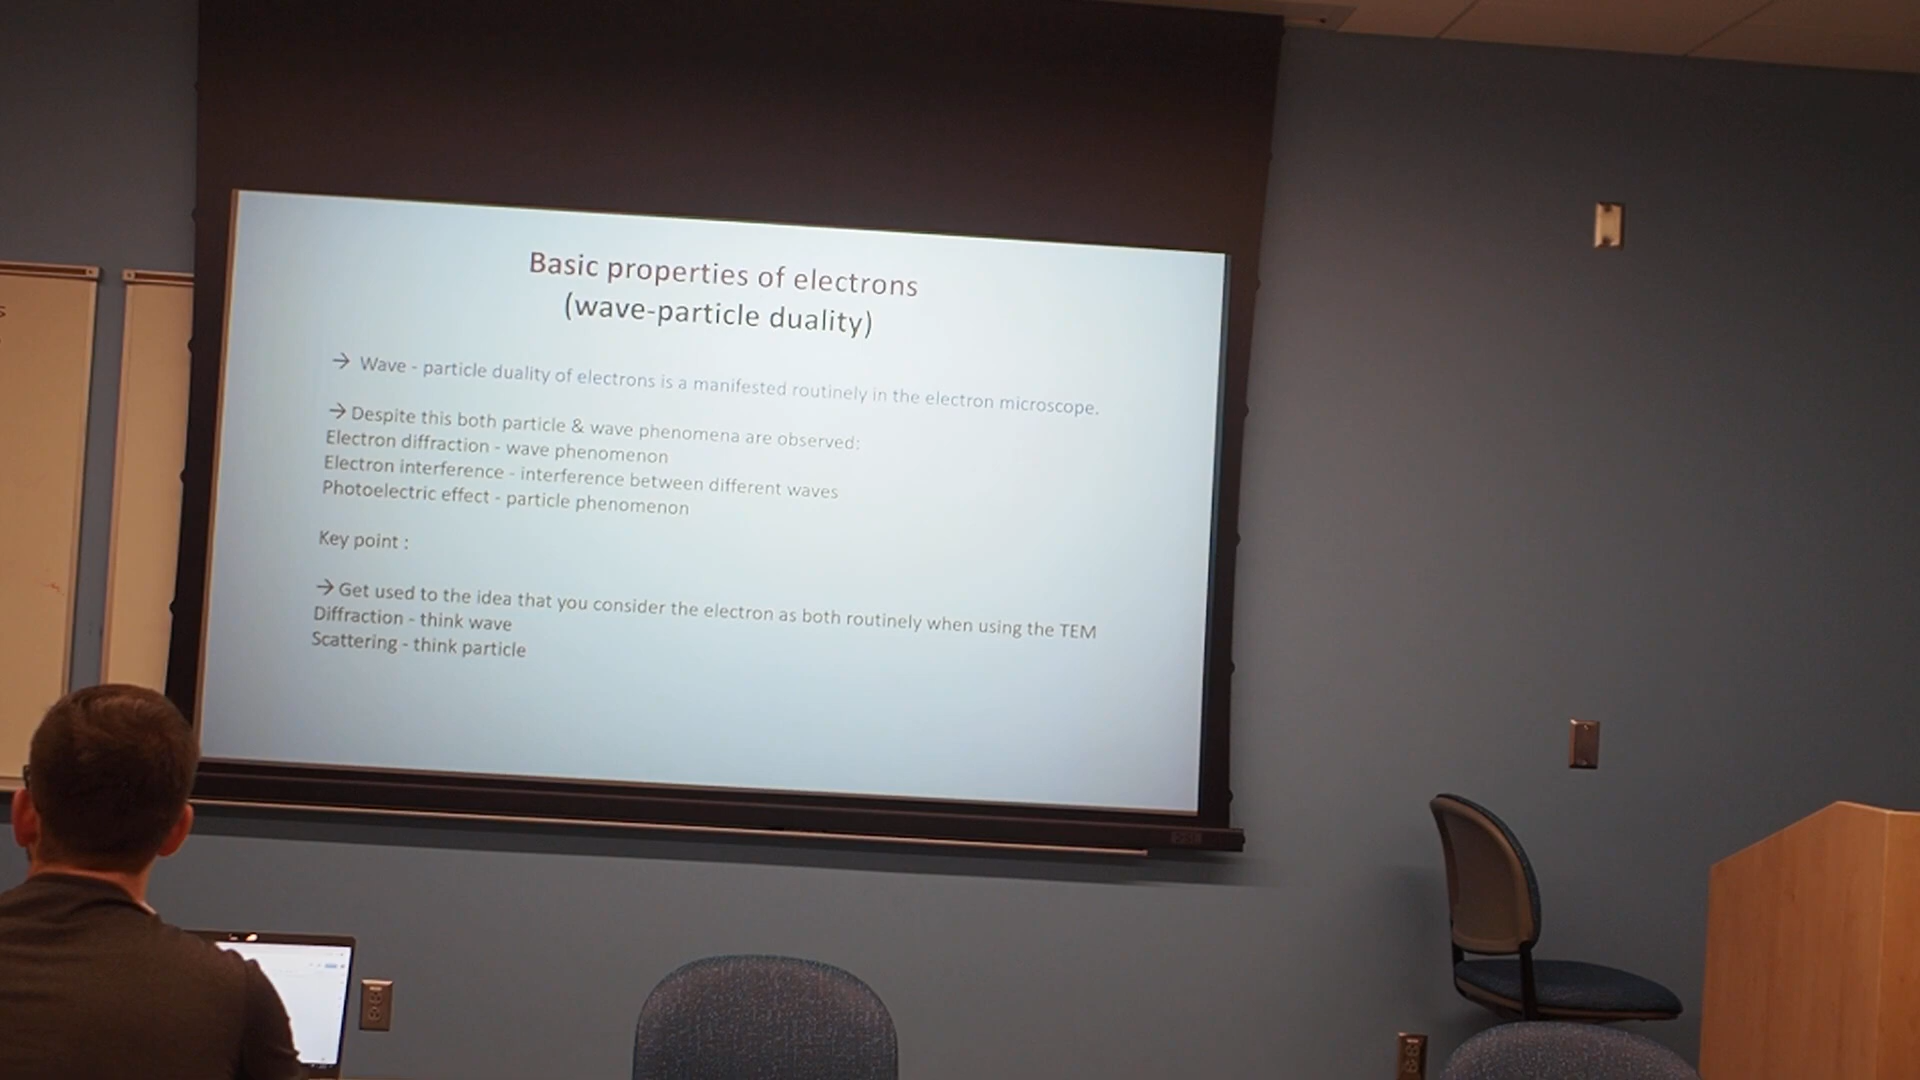 Basic properties of electrons
(wave-particle duality)
→ Wave - particle duality of electrons is a manifested routinely in the electron microscope.
→ Despite this both particle & wave phenomena are observed:
Electron diffraction - wave phenomenon
Electron interference - interference between different waves
Photoelectric effect - particle phenomenon
Key point :
→ Get used to the idea that you consider the electron as both routinely when using the TEM
Diffraction - think wave
Scattering - think particle